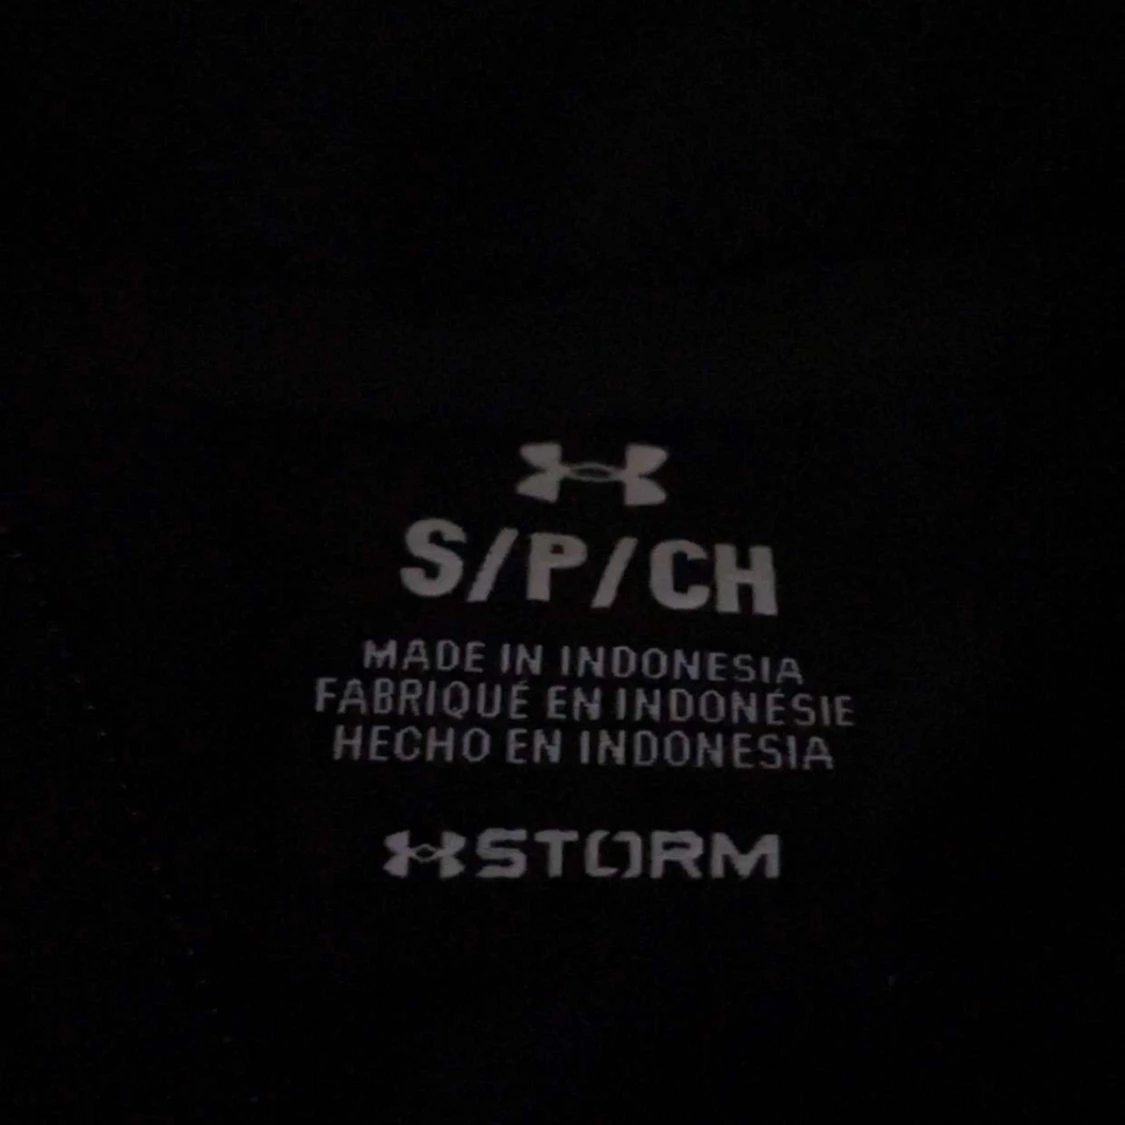 S/P/CH
MADE IN INDONESIA
FABRIQUÉ EN INDONÉSIE
HECHO EN INDONESIA
STORM